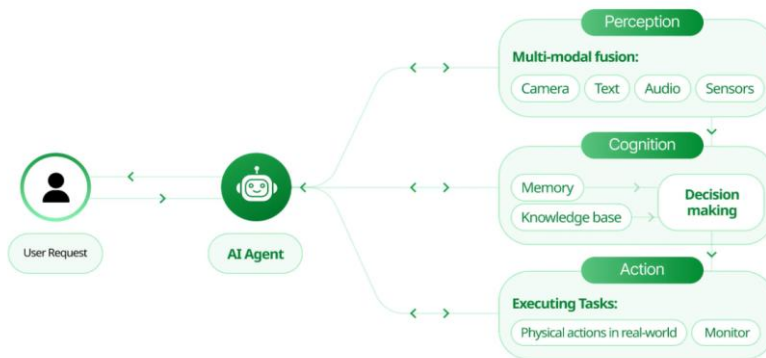 Perception
Multi-modal fusion:
Camera
Text
Audio
Sensors
Cognition
Memory
Knowledge base
Decision
making
User Request
AI Agent
Action
Executing Tasks:
Physical actions in real-world
Monitor